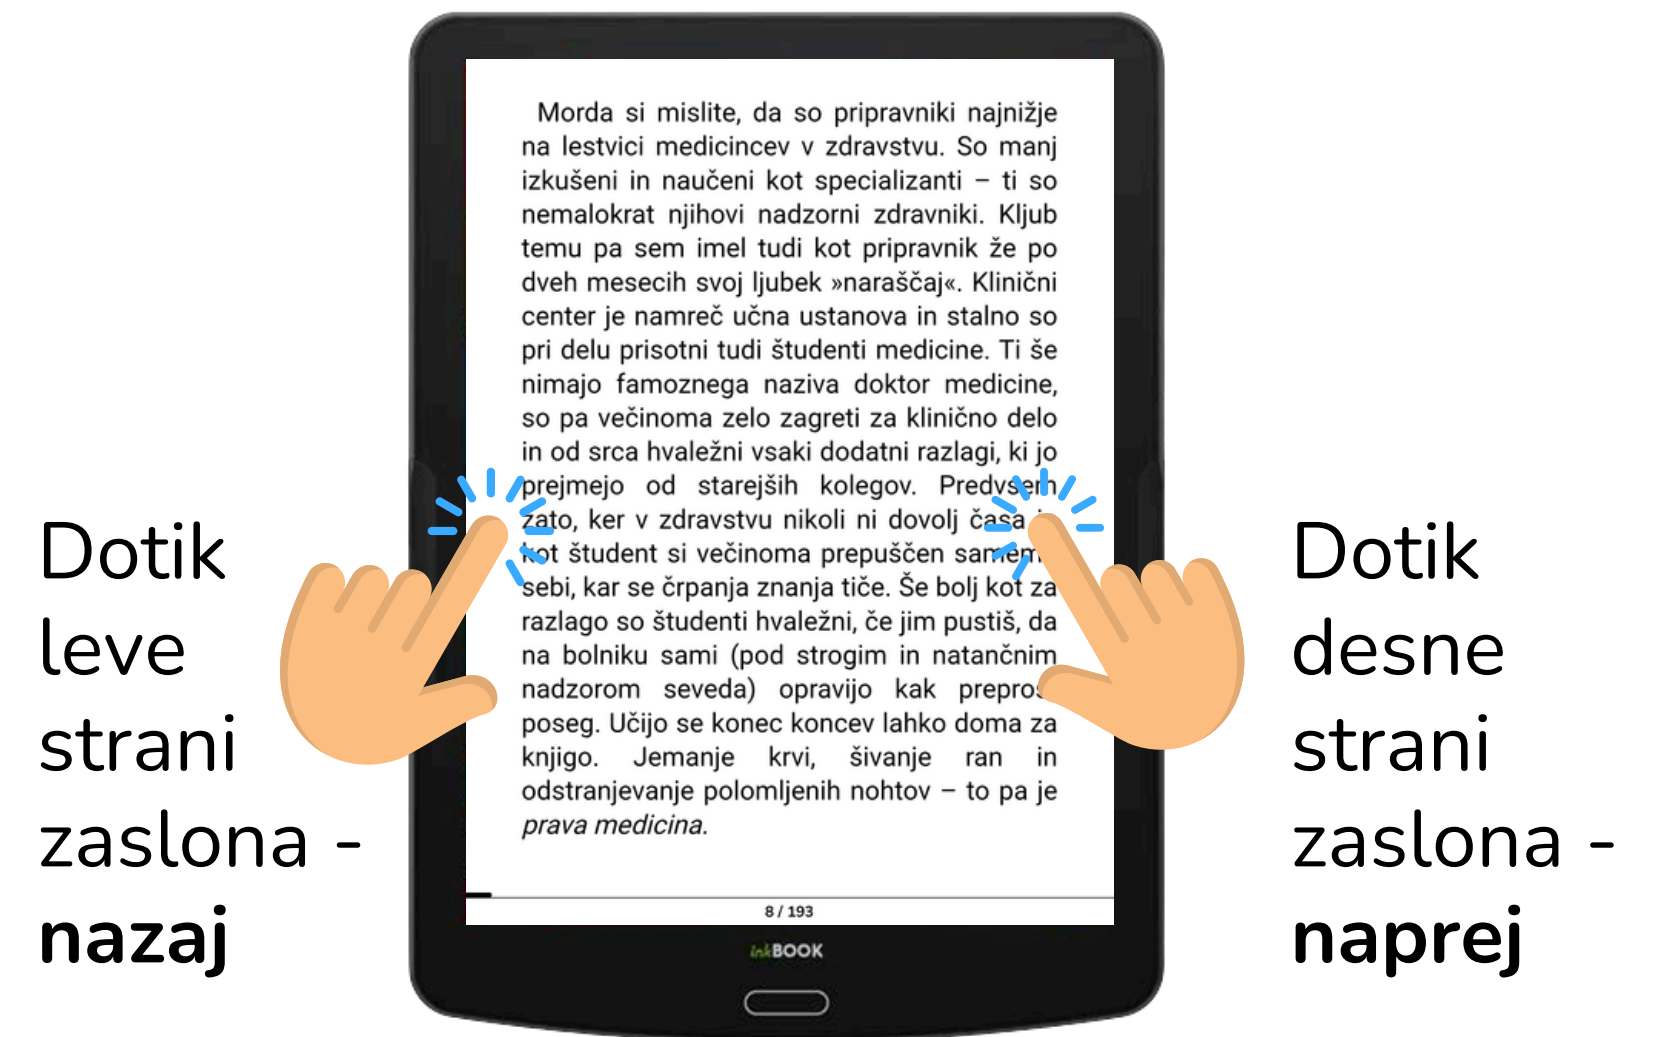 Morda si mislite, da so pripravniki najnižje
na lestvici medicincev v zdravstvu. So manj
izkušeni in naučeni kot specializanti – ti so
nemalokrat njihovi nadzorni zdravniki. Kljub
temu pa sem imel tudi kot pripravnik že po
dveh mesecih svoj ljubek »naraščaj«. Klinični
center je namreč učna ustanova in stalno so
pri delu prisotni tudi študenti medicine. Ti še
nimajo famoznega naziva doktor medicine,
so pa večinoma zelo zagreti za klinično delo
in od srca hvaležni vsaki dodatni razlagi, ki jo
prejmejo od starejših kolegov. Predvsem
zato, ker v zdravstvu nikoli ni dovolj časa
kot študent si večinoma prepuščen
sebi, kar se črpanja znanja tiče. Še bolj kot za
razlago so študenti hvaležni, če jim pustiš, da
na bolniku sami (pod strogim in natančnim
nadzorom seveda) opravijo kak
poseg. Učijo se konec koncev lahko doma za
knjigo. Jemanje krvi, šivanje ran in
odstranjevanje polomljenih nohtov – to pa je
prava medicina.
8 / 193
inkBOOK
Dotik
leve
strani
zaslona -
nazaj
Dotik
desne
strani
zaslona -
naprej